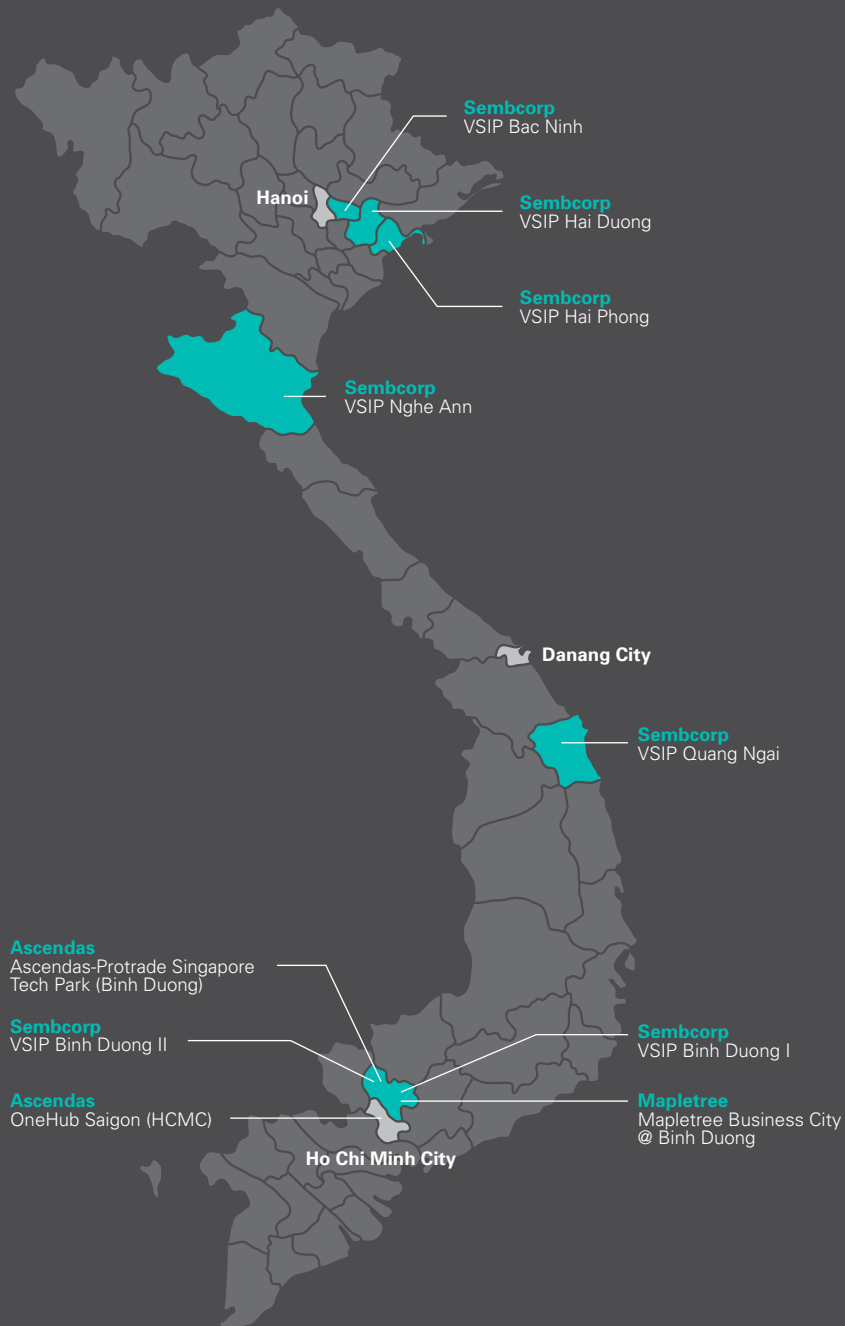 Sembcorp
VSIP Bac Ninh
Hanoi
Sembcorp
VSIP Hai Duong
Sembcorp
VSIP Hai Phong
Sembcorp
VSIP Nghe Ann
Danang City
Sembcorp
VSIP Quang Ngai
Ascendas
Ascendas-Protrade Singapore
Tech Park (Binh Duong)
Sembcorp
VSIP Binh Duong II
Sembcorp
VSIP Binh Duong I
Ascendas
OneHub Saigon (HCMC)
Mapletree
Mapletree Business City
@ Binh Duong
Ho Chi Minh City